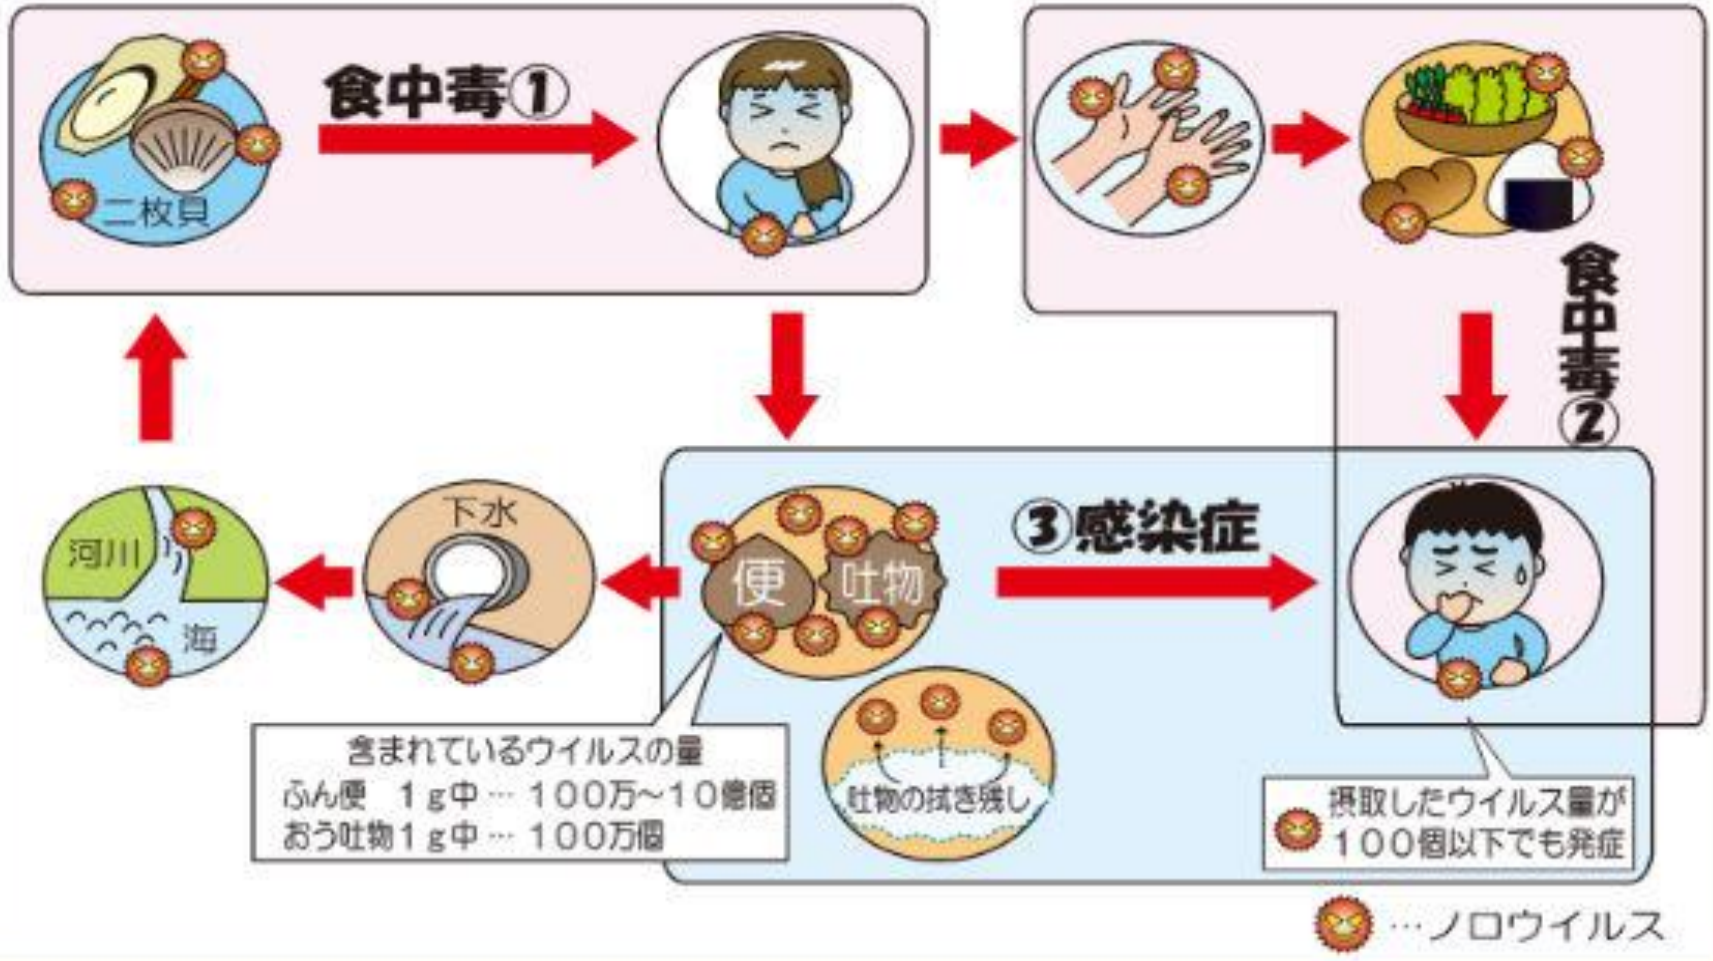 食中毒①
二枚貝
食中毒②
下水
河川
海
便
吐物
③感染症
吐物の拭き残し
含まれているウイルスの量
ふん便　1g中…100万～10億個
おう吐物1g中…100万個
摂取したウイルス量が
100個以下でも発症
…ノロウイルス